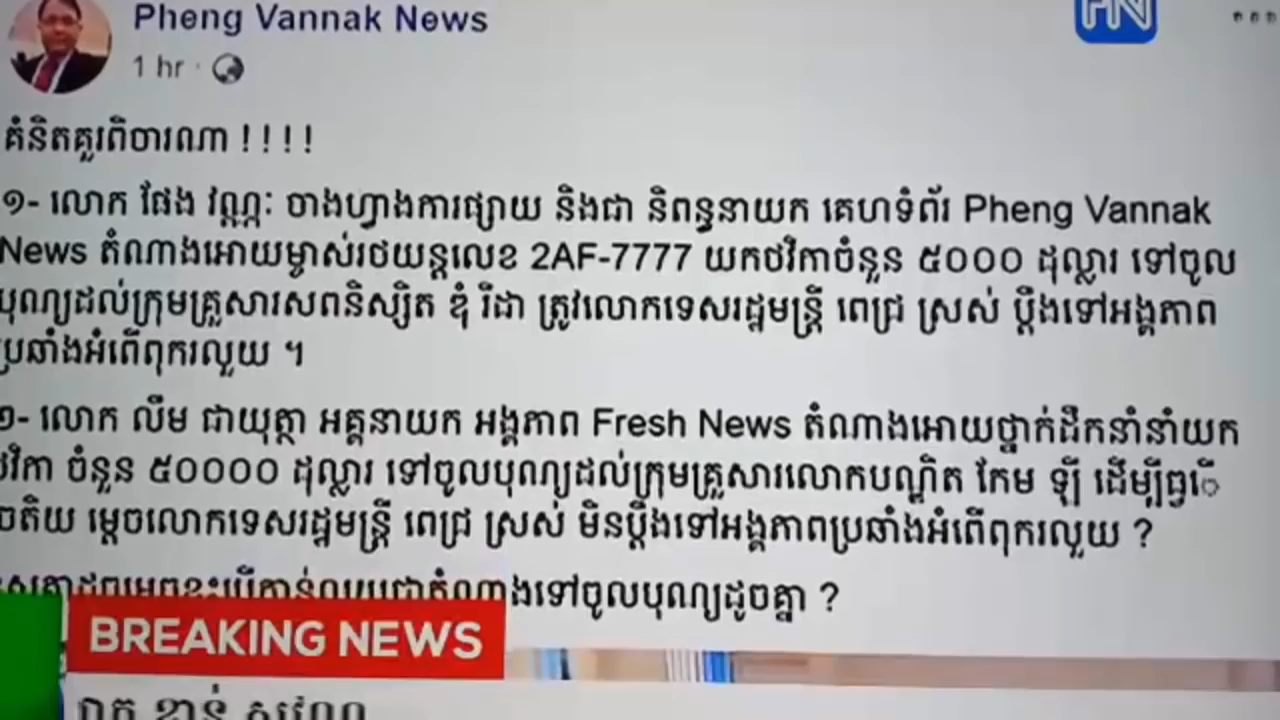 Pheng Vannak News
1 hr ·
FN
គំនិតគួរពិចារណា ! ! ! !
១- លោក ផែង វណ្ណៈ ចាងហ្វាងការផ្សាយ និងជា និពន្ធនាយក គេហទំព័រ Pheng Vannak
News តំណាងអោយម្ចាស់រថយន្តលេខ 2AF-7777 យកថវិកាចំនួន ៥០០០ ដុល្លារ ទៅចូល
បុណ្យដល់ក្រុមគ្រួសារសពនិស្សិត ឌុំ រីដា ត្រូវលោកទេសរដ្ឋមន្ត្រី ពេជ្រ ស្រស់ ប្តឹងទៅអង្គភាព
ប្រឆាំងអំពើពុករលួយ ។
១- លោក លឹម ជាយុត្ថា អគ្គនាយក អង្គភាព Fresh News តំណាងអោយថ្នាក់ដឹកនាំនាំយក
ថវិកា ចំនួន ៥០០០០ ដុល្លារ ទៅចូលបុណ្យដល់ក្រុមគ្រួសារលោកបណ្ឌិត កែម ឡី ដើម្បីធ្វើ
ចេតិយ ម្តេចលោកទេសរដ្ឋមន្ត្រី ពេជ្រ ស្រស់ មិនប្តឹងទៅអង្គភាពប្រឆាំងអំពើពុករលួយ ?
តំណាងទៅចូលបុណ្យដូចគ្នា ?
BREAKING NEWS